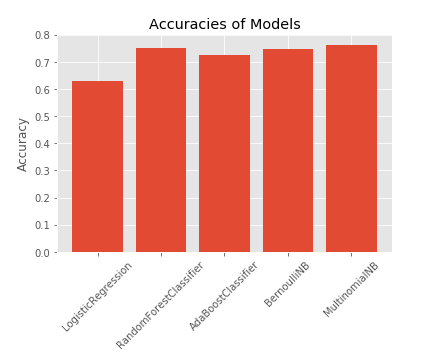 Accuracies of Models
0.8
0.7
0.6
0.5
0.4
0.3
0.2
0.1
0.0
Accuracy
LogisticRegression
RandomForestClassifier
AdaBoostClassifier
BernoulliNB
MultinomialNB